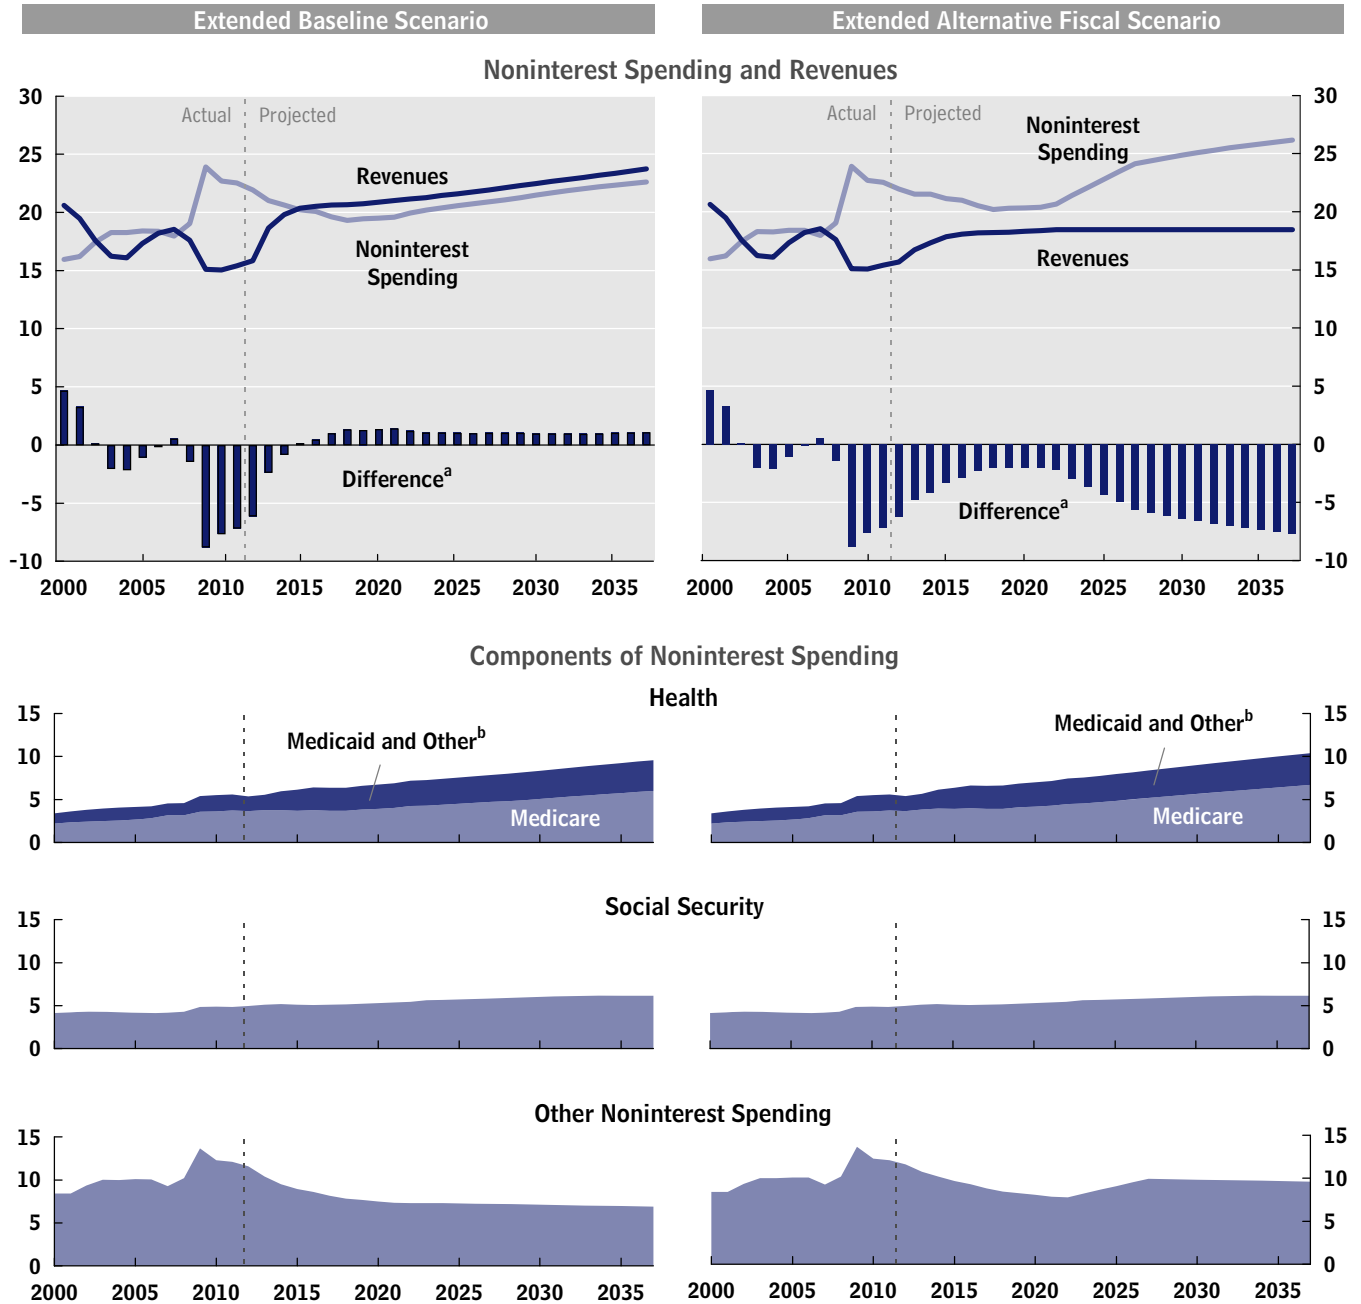 Extended Baseline Scenario
Extended Alternative Fiscal Scenario
Noninterest Spending and Revenues
30
25
20
15
10
5
0
-5
-10
Actual
Projected
Revenues
Noninterest
Spending
Differenceᵃ
2000 2005 2010 2015 2020 2025 2030 2035
Actual
Projected
Noninterest
Spending
Revenues
Differenceᵃ
30
25
20
15
10
5
0
-5
-10
2000 2005 2010 2015 2020 2025 2030 2035
Components of Noninterest Spending
Health
15
10
5
0
Medicaid and Otherᵇ
Medicare
Medicaid and Otherᵇ
Medicare
15
10
5
0
Social Security
15
10
5
0
15
10
5
0
Other Noninterest Spending
15
10
5
0
2000 2005 2010 2015 2020 2025 2030 2035
15
10
5
0
2000 2005 2010 2015 2020 2025 2030 2035